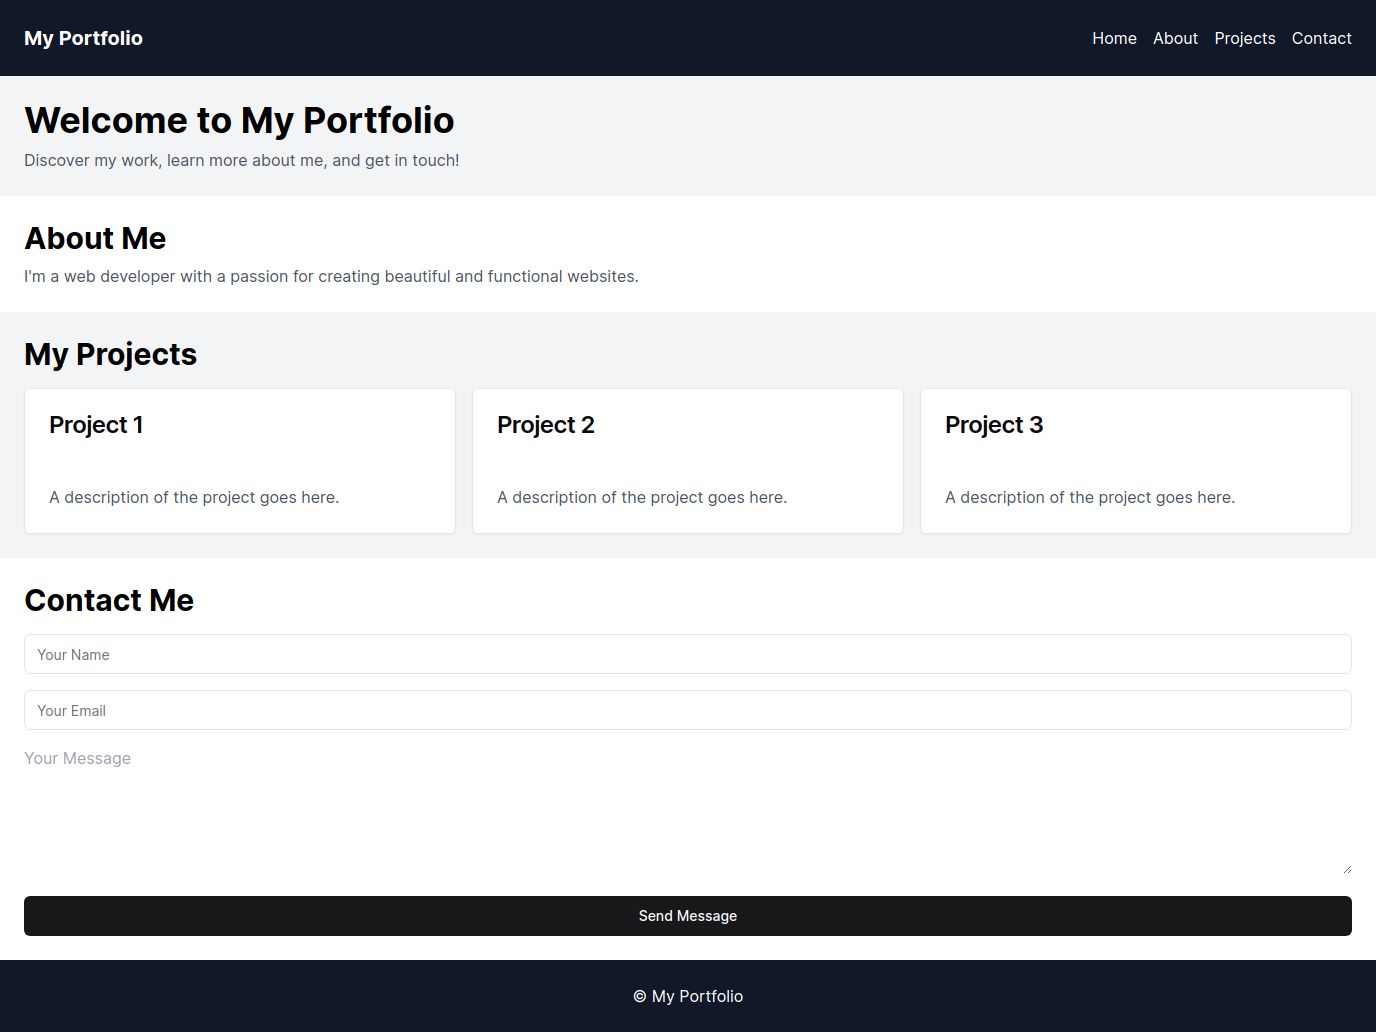 My Portfolio
Home About Projects Contact
Welcome to My Portfolio
Discover my work, learn more about me, and get in touch!
About Me
I'm a web developer with a passion for creating beautiful and functional websites.
My Projects
Project 1
A description of the project goes here.
Project 2
A description of the project goes here.
Project 3
A description of the project goes here.
Contact Me
Your Name
Your Email
Your Message
Send Message
© My Portfolio